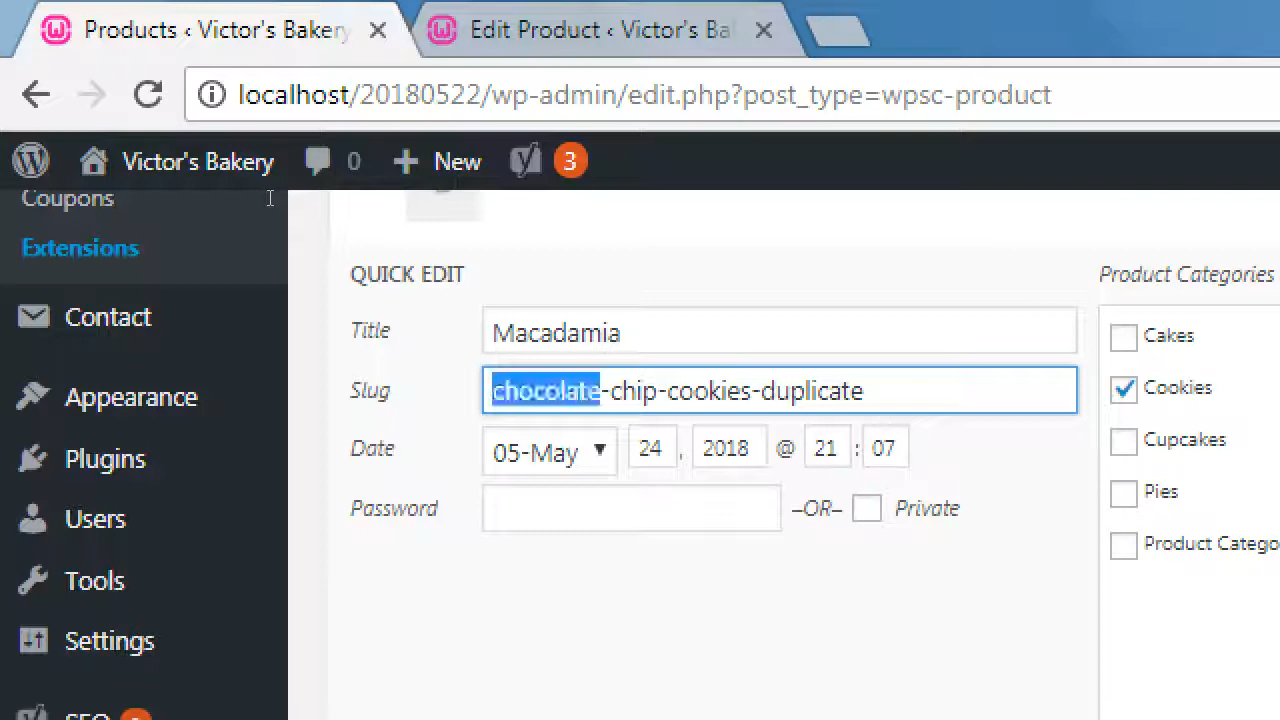 Products ‹ Victor's Bakery
Edit Product ‹ Victor's Ba
localhost/20180522/wp-admin/edit.php?post_type=wpsc-product
Victor's Bakery 0 New 3
Coupons
Extensions
Contact
Appearance
Plugins
Users
Tools
Settings
SEO
QUICK EDIT
Title Macadamia
Slug chocolate-chip-cookies-duplicate
Date 05-May 24 , 2018 @ 21 : 07
Password –OR– Private
Product Categories
Cakes
Cookies
Cupcakes
Pies
Product Catego